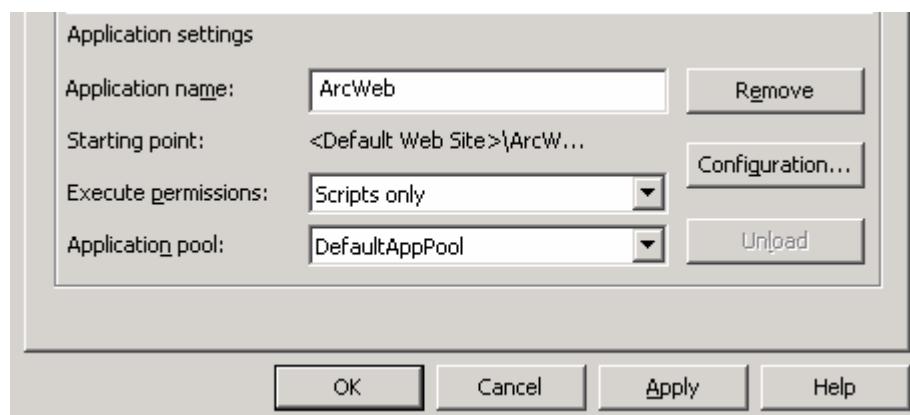 Application settings
Application name:
ArcWeb
Remove
Starting point:
<Default Web Site>\ArcW...
Configuration...
Execute permissions:
Scripts only
Application pool:
DefaultAppPool
Unload
OK
Cancel
Apply
Help